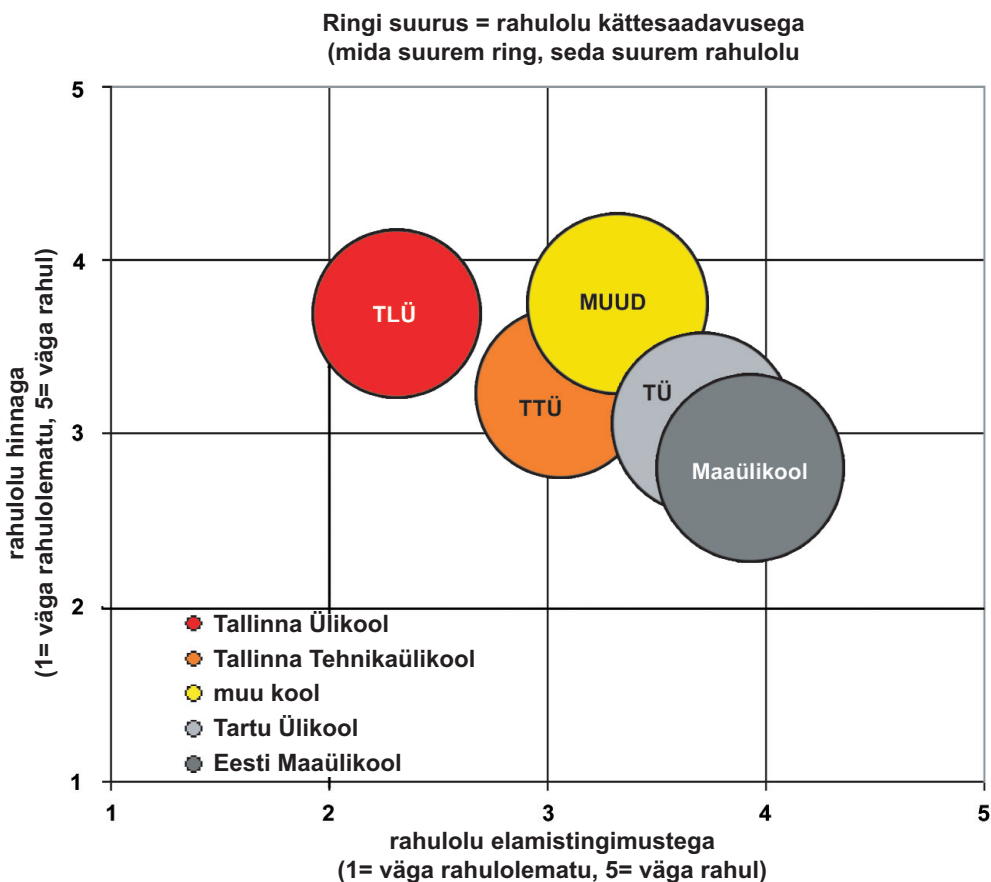 Ringi suurus = rahulolu kättesaadavusega
(mida suurem ring, seda suurem rahulolu
rahulolu hinnaga
(1= väga rahulolematu, 5= väga rahul)
5
4
3
2
1
TLÜ
MUUD
TTÜ
TÜ
Maaülikool
Tallinna Ülikool
Tallinna Tehnikaülikool
muu kool
Tartu Ülikool
Eesti Maaülikool
1 2 3 4 5
rahulolu elamistingimustega
(1= väga rahulolematu, 5= väga rahul)